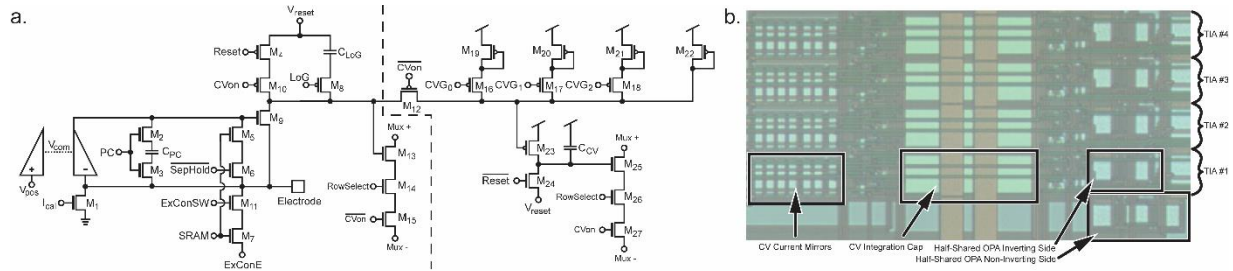 a.
V_reset
Reset
M_4
C_LoG
CVon
M_10
LoG
M_8
M_9
V_com
M_2
M_5
PC
C_PC
M_3
SepHold
M_6
V_pos
I_cal
M_1
Electrode
ExConSW
M_11
SRAM
M_7
ExConE
CVon
M_12
Mux +
M_13
RowSelect
M_14
CVon
M_15
Mux -
M_19
M_20
M_21
M_22
CVG_0
M_16
CVG_1
M_17
CVG_2
M_18
M_23
C_CV
Reset
M_24
V_reset
Mux +
M_25
RowSelect
M_26
CVon
M_27
Mux -
b.
TIA #4
TIA #3
TIA #2
TIA #1
CV Current Mirrors
CV Integration Cap
Half-Shared OPA Inverting Side
Half-Shared OPA Non-Inverting Side